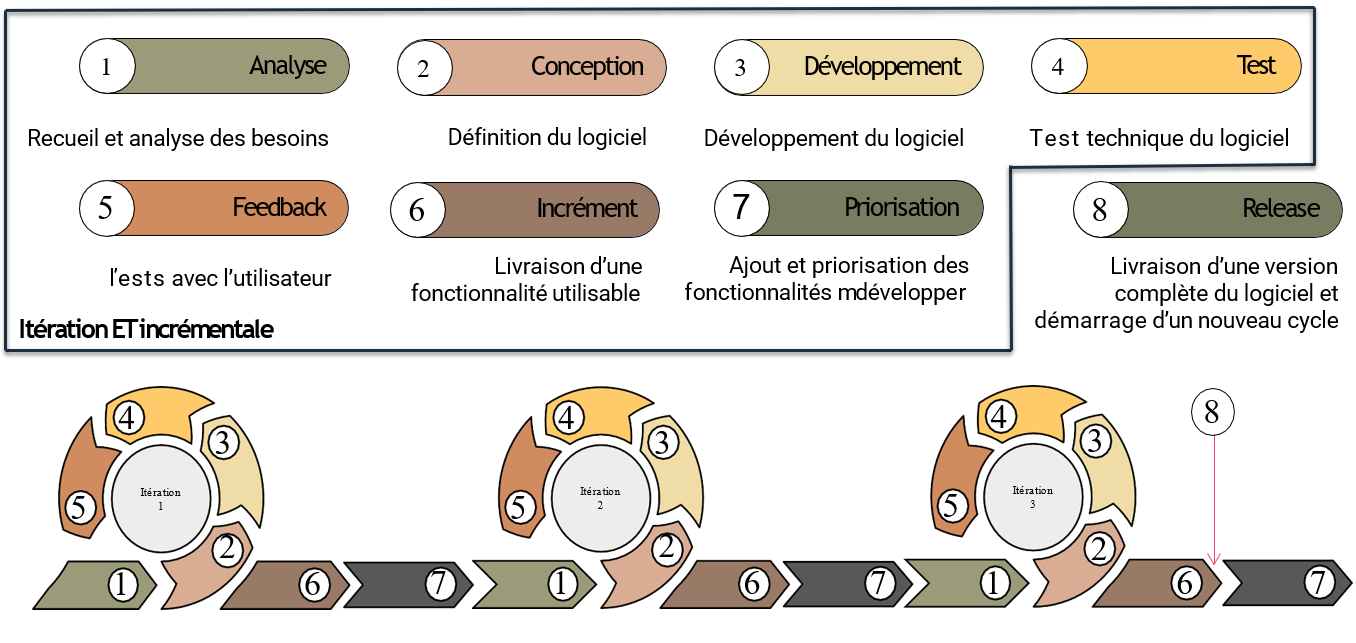 1 Analyse
2 Conception
3 Développement
4 Test
Recueil et analyse des besoins
Définition du logiciel
Développement du logiciel
Test technique du logiciel
5 Feedback
6 Incrément
7 Priorisation
8 Release
l'ests avec l'utilisateur
Livraison d'une
fonctionnalité utilisable
Ajout et priorisation des
fonctionnalités mdévelopper
Livraison d'une version
complète du logiciel et
démarrage d'un nouveau cycle
Itération ET incrémentale
4
3
5
Itération
1
2
1
6
7
4
3
5
Itération
2
2
1
6
7
4
3
5
Itération
3
2
1
6
8
7